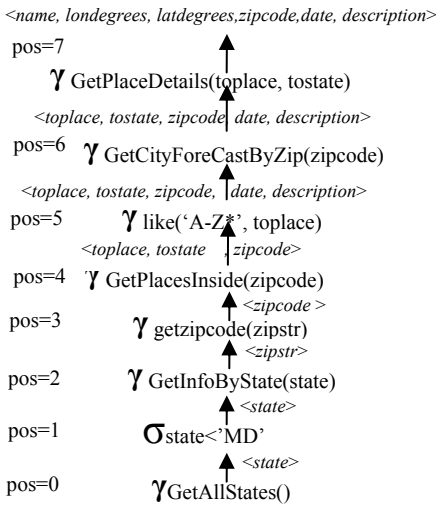 <name, londegrees, latdegrees,zipcode,date, description>
pos=7
γ GetPlaceDetails(toplace, tostate)
<toplace, tostate, zipcode, date, description>
pos=6 γ GetCityForeCastByZip(zipcode)
<toplace, tostate, zipcode, date, description>
pos=5 γ like(‘A-Z*’, toplace)
<toplace, tostate , zipcode>
pos=4 γ GetPlacesInside(zipcode)
<zipcode >
pos=3 γ getzipcode(zipstr)
<zipstr>
pos=2 γ GetInfoByState(state)
<state>
pos=1 σstate<’MD’
<state>
pos=0 γGetAllStates()